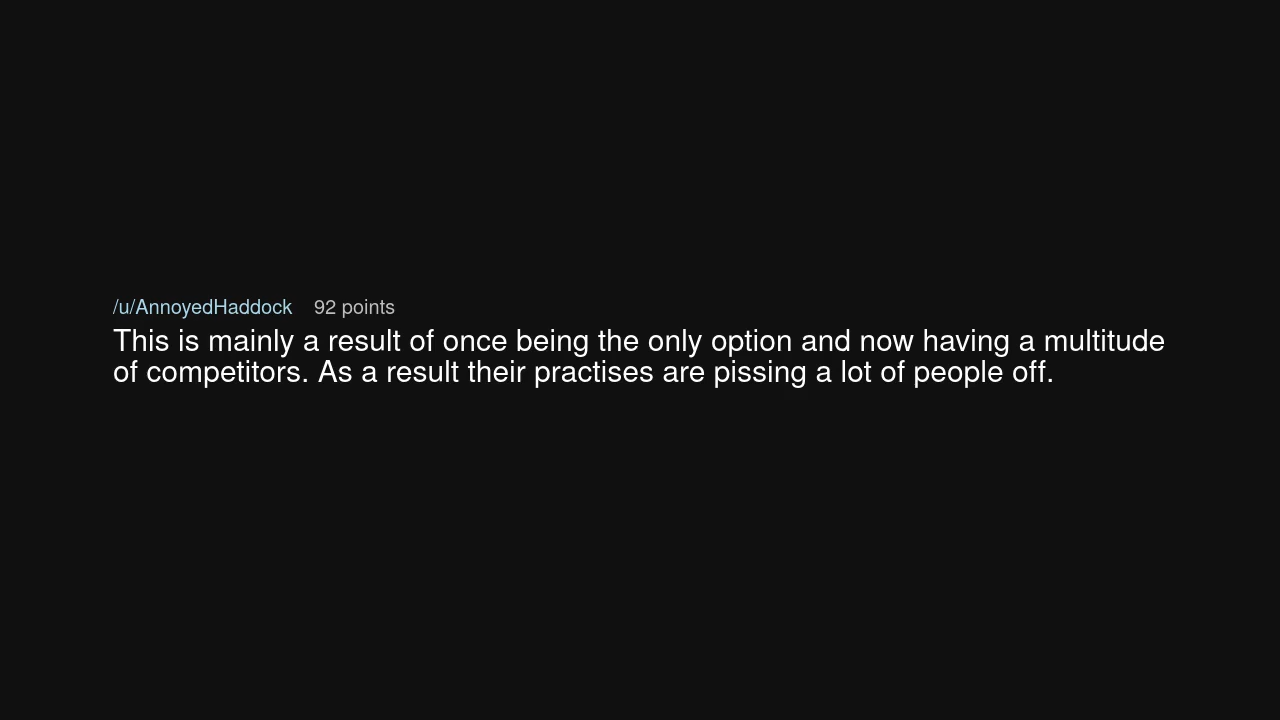 /u/AnnoyedHaddock 92 points
This is mainly a result of once being the only option and now having a multitude
of competitors. As a result their practises are pissing a lot of people off.